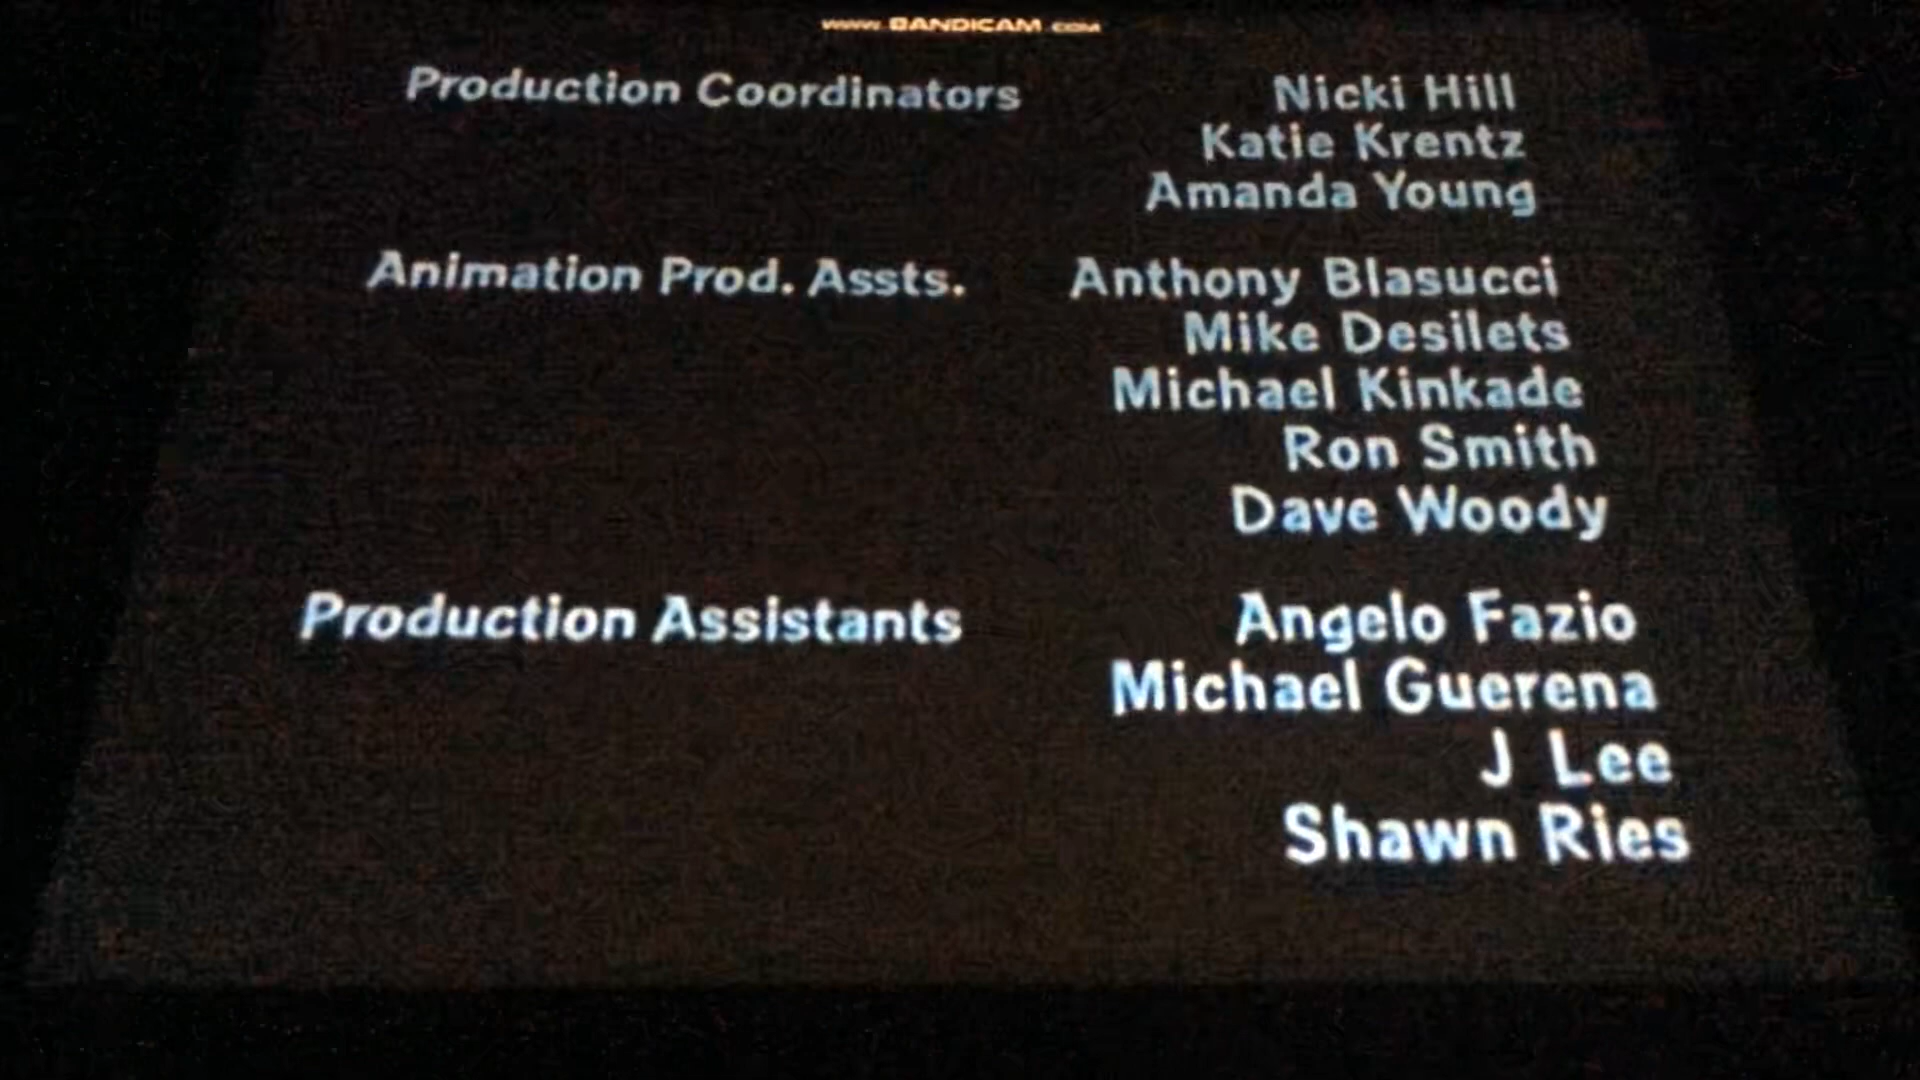 www.BANDICAM.com
Production Coordinators Nicki Hill
Katie Krentz
Amanda Young
Animation Prod. Assts. Anthony Blasucci
Mike Desilets
Michael Kinkade
Ron Smith
Dave Woody
Production Assistants Angelo Fazio
Michael Guerena
J Lee
Shawn Ries